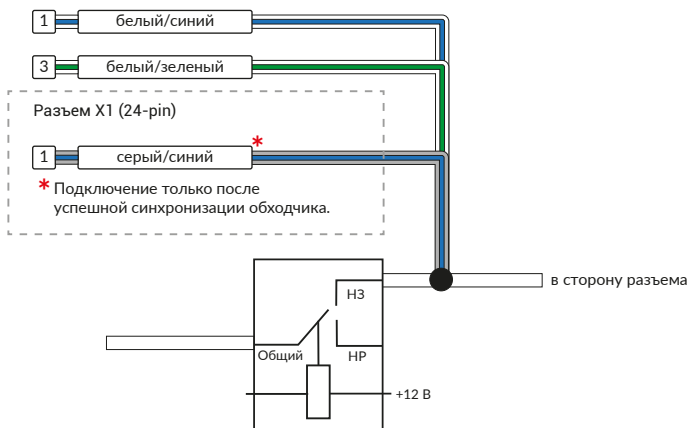 1 белый/синий
3 белый/зеленый
Разъем X1 (24-pin)
1 серый/синий *
* Подключение только после
успешной синхронизации обходчика.
в сторону разъема
НЗ
Общий НР
+12 В